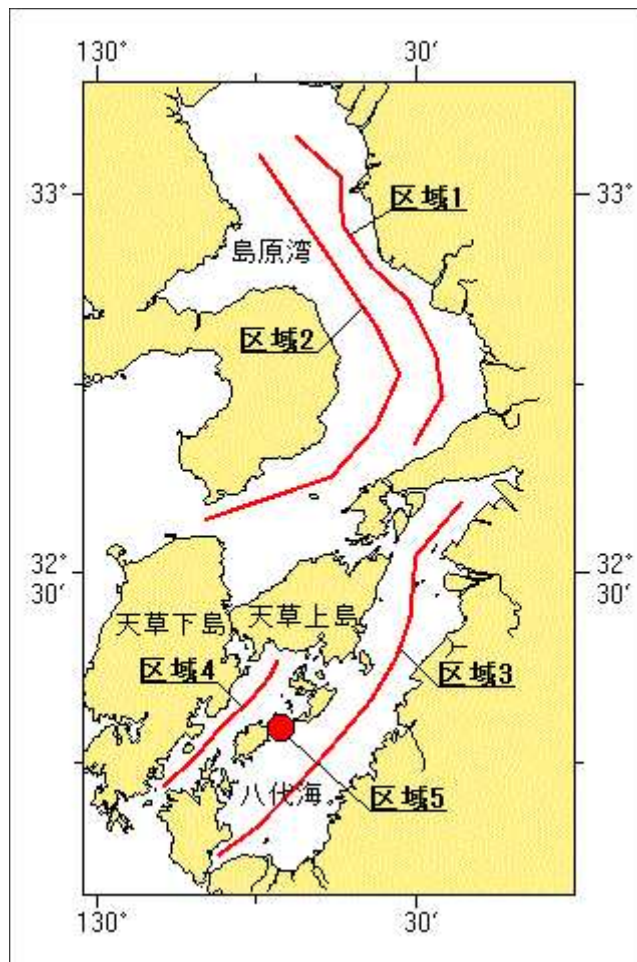 130° 30′
33° 33°
区域1
島原湾
区域2
32° 32°
30′ 30′
天草下島 天草上島
区域4 区域3
八代海 区域5
130° 30′